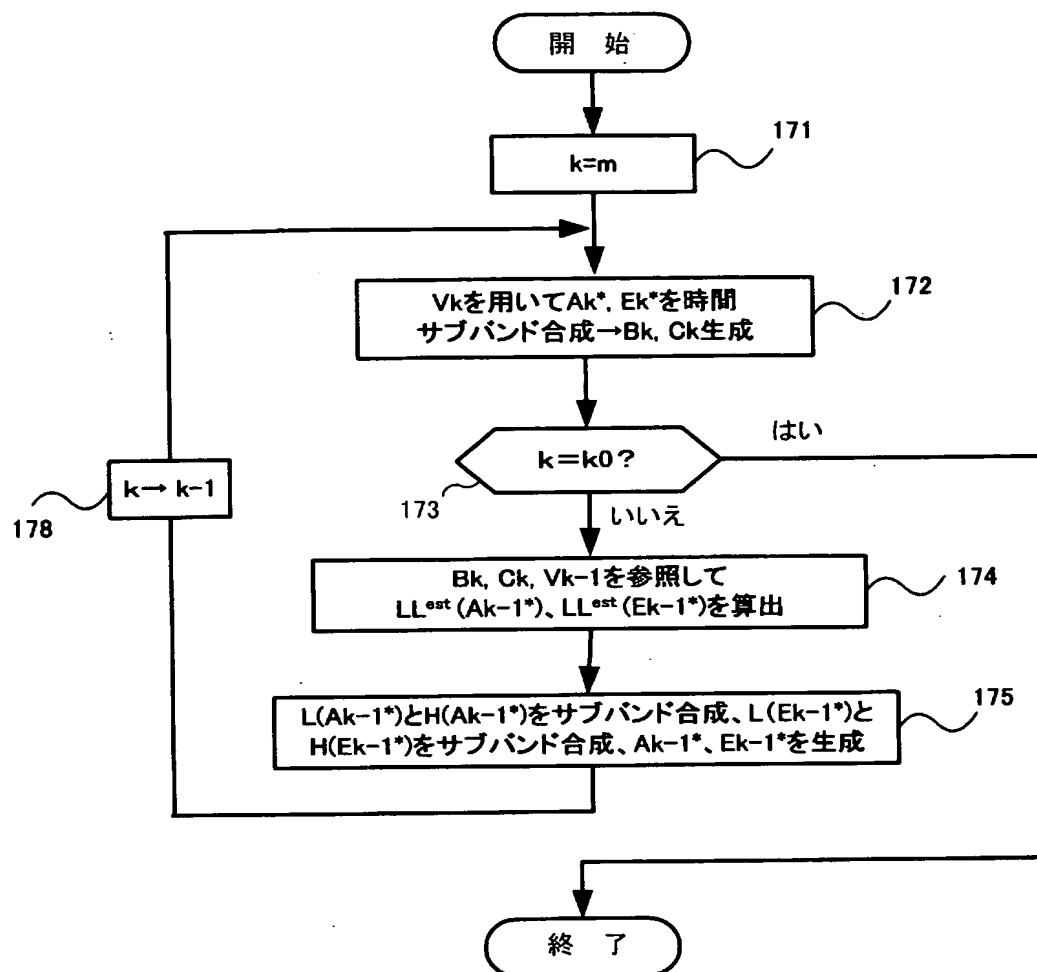 開 始
171
k=m
172
Vkを用いてAk*, Ek*を時間
サブバンド合成→Bk, Ck生成
はい
k=k0?
173
いいえ
k→ k-1
178
174
Bk, Ck, Vk-1を参照して
LLest(Ak-1*)、LLest(Ek-1*)を算出
175
L(Ak-1*)とH(Ak-1*)をサブバンド合成、L(Ek-1*)と
H(Ek-1*)をサブバンド合成、Ak-1*、Ek-1*を生成
終 了